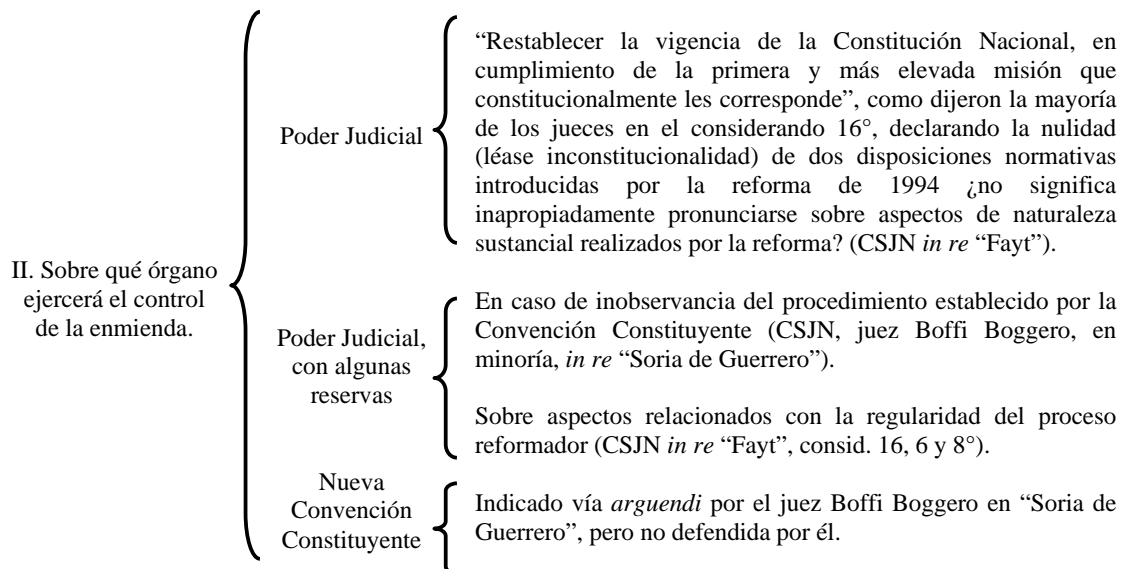 II. Sobre qué órgano
ejercerá el control
de la enmienda.
Poder Judicial
“Restablecer la vigencia de la Constitución Nacional, en
cumplimiento de la primera y más elevada misión que
constitucionalmente les corresponde”, como dijeron la mayoría
de los jueces en el considerando 16°, declarando la nulidad
(léase inconstitucionalidad) de dos disposiciones normativas
introducidas por la reforma de 1994 ¿no significa
inapropiadamente pronunciarse sobre aspectos de naturaleza
sustancial realizados por la reforma? (CSJN in re “Fayt”).
Poder Judicial,
con algunas
reservas
En caso de inobservancia del procedimiento establecido por la
Convención Constituyente (CSJN, juez Boffi Boggero, en
minoría, in re “Soria de Guerrero”).
Sobre aspectos relacionados con la regularidad del proceso
reformador (CSJN in re “Fayt”, consid. 16, 6 y 8°).
Nueva
Convención
Constituyente
Indicado vía arguendi por el juez Boffi Boggero en “Soria de
Guerrero”, pero no defendida por él.